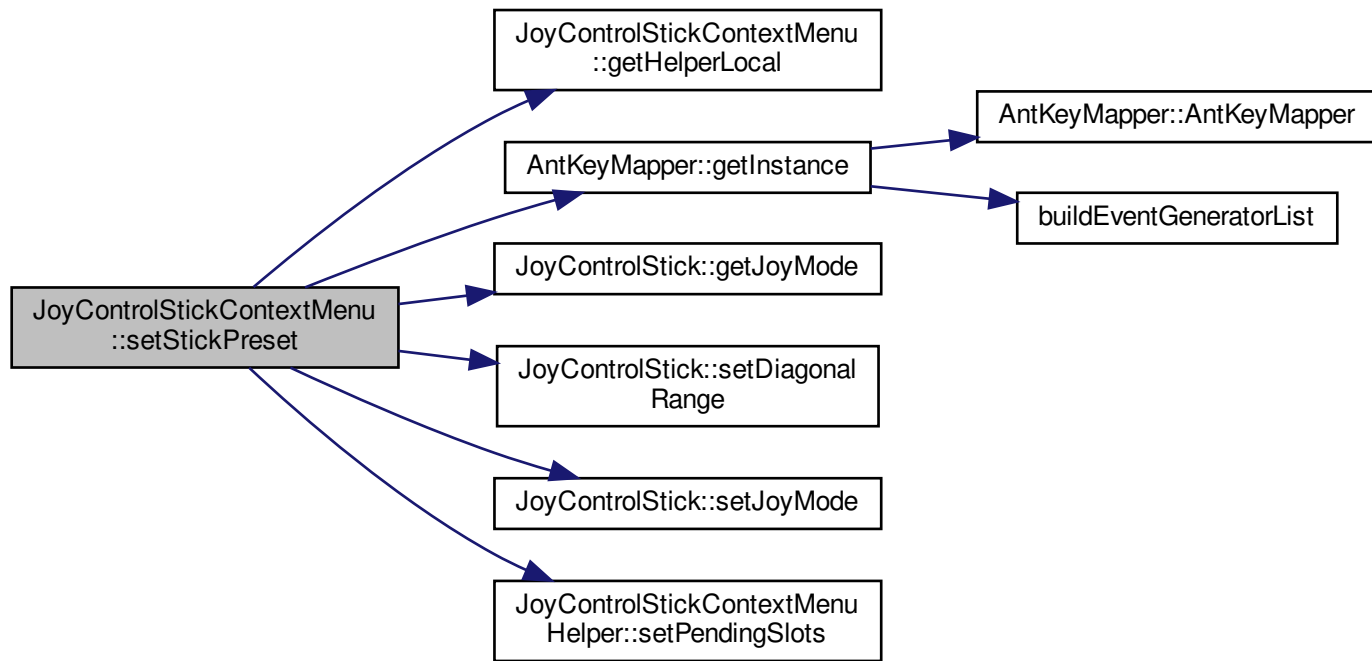 JoyControlStickContextMenu
::setStickPreset
JoyControlStickContextMenu
::getHelperLocal
AntKeyMapper::getInstance
AntKeyMapper::AntKeyMapper
buildEventGeneratorList
JoyControlStick::getJoyMode
JoyControlStick::setDiagonal
Range
JoyControlStick::setJoyMode
JoyControlStickContextMenu
Helper::setPendingSlots